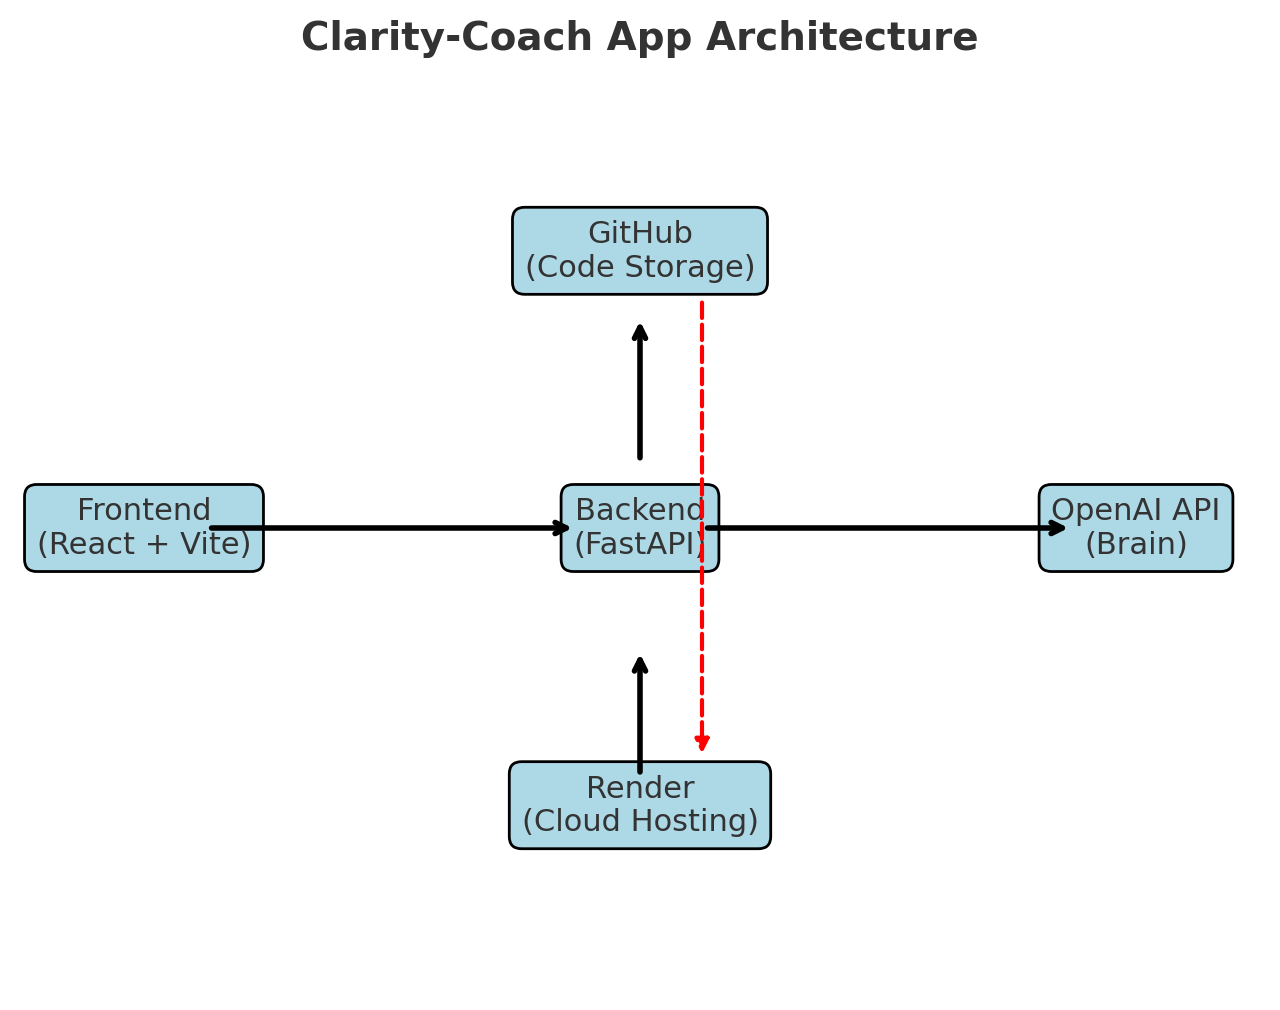 Clarity-Coach App Architecture
GitHub
(Code Storage)
Frontend
(React + Vite)
Backend
(FastAPI)
OpenAI API
(Brain)
Render
(Cloud Hosting)